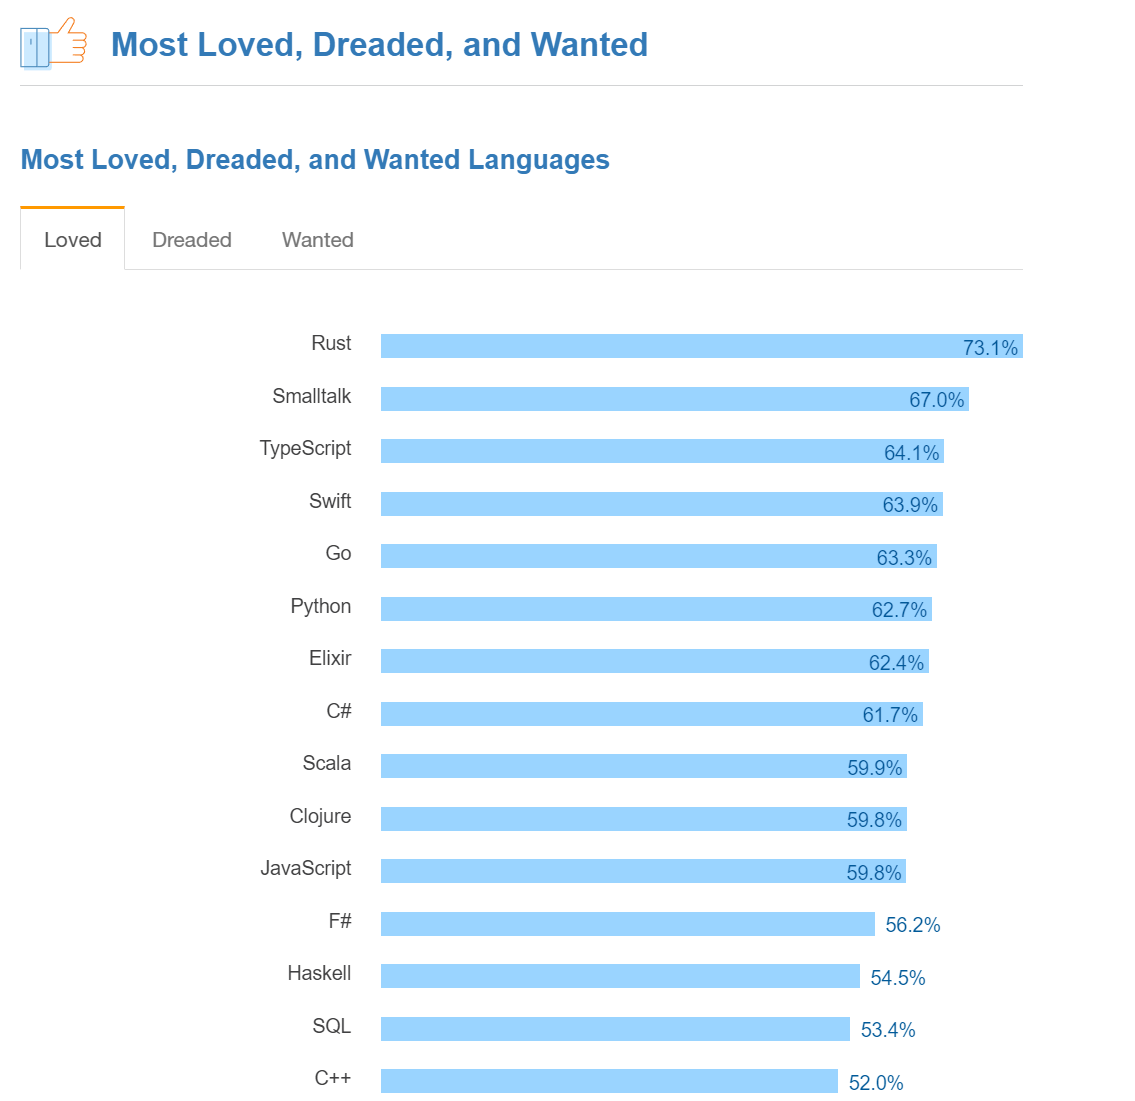 Most Loved, Dreaded, and Wanted
Most Loved, Dreaded, and Wanted Languages
Loved Dreaded Wanted
Rust 73.1%
Smalltalk 67.0%
TypeScript 64.1%
Swift 63.9%
Go 63.3%
Python 62.7%
Elixir 62.4%
C# 61.7%
Scala 59.9%
Clojure 59.8%
JavaScript 59.8%
F# 56.2%
Haskell 54.5%
SQL 53.4%
C++ 52.0%